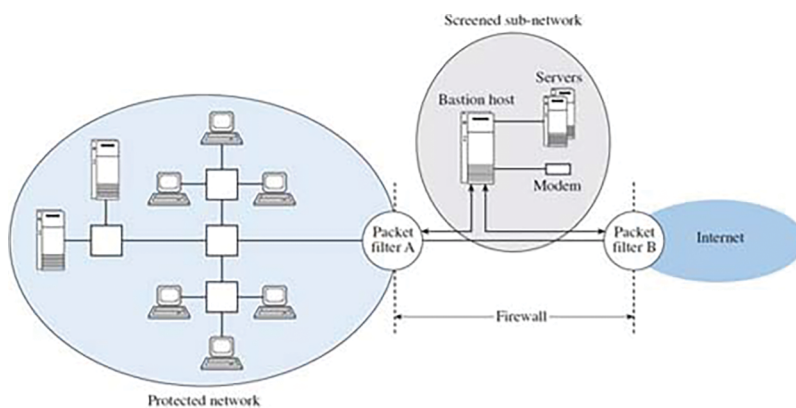 Screened sub-network
Servers
Bastion host
Modem
Packet
filter A
Packet
filter B
Internet
Firewall
Protected network